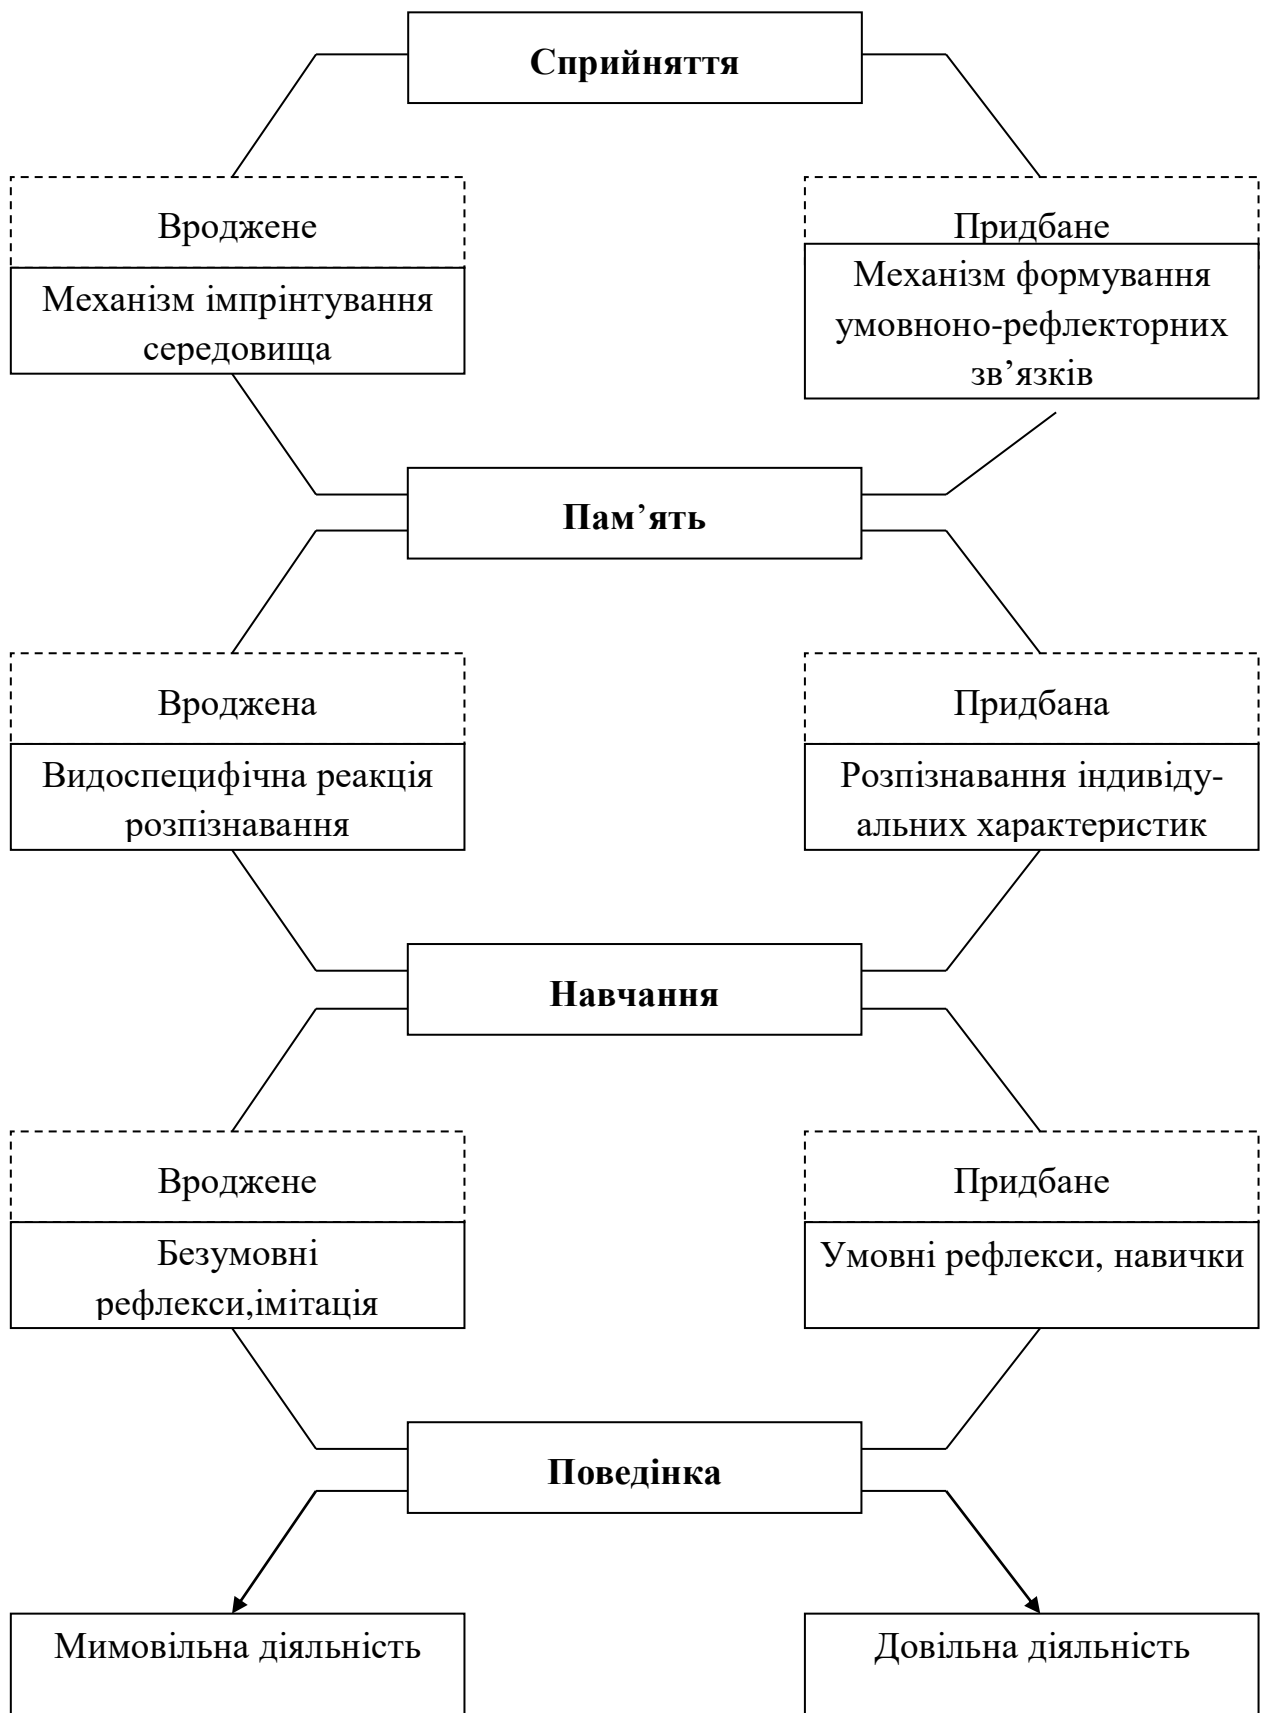 Сприйняття
Вроджене
Механізм імпрінтування
середовища
Придбане
Механізм формування
умовноно-рефлекторних
зв’язків
Пам’ять
Вроджена
Видоспецифічна реакція
розпізнавання
Придбана
Розпізнавання індивіду-
альних характеристик
Навчання
Вроджене
Безумовні
рефлекси,імітація
Придбане
Умовні рефлекси, навички
Поведінка
Мимовільна діяльність
Довільна діяльність